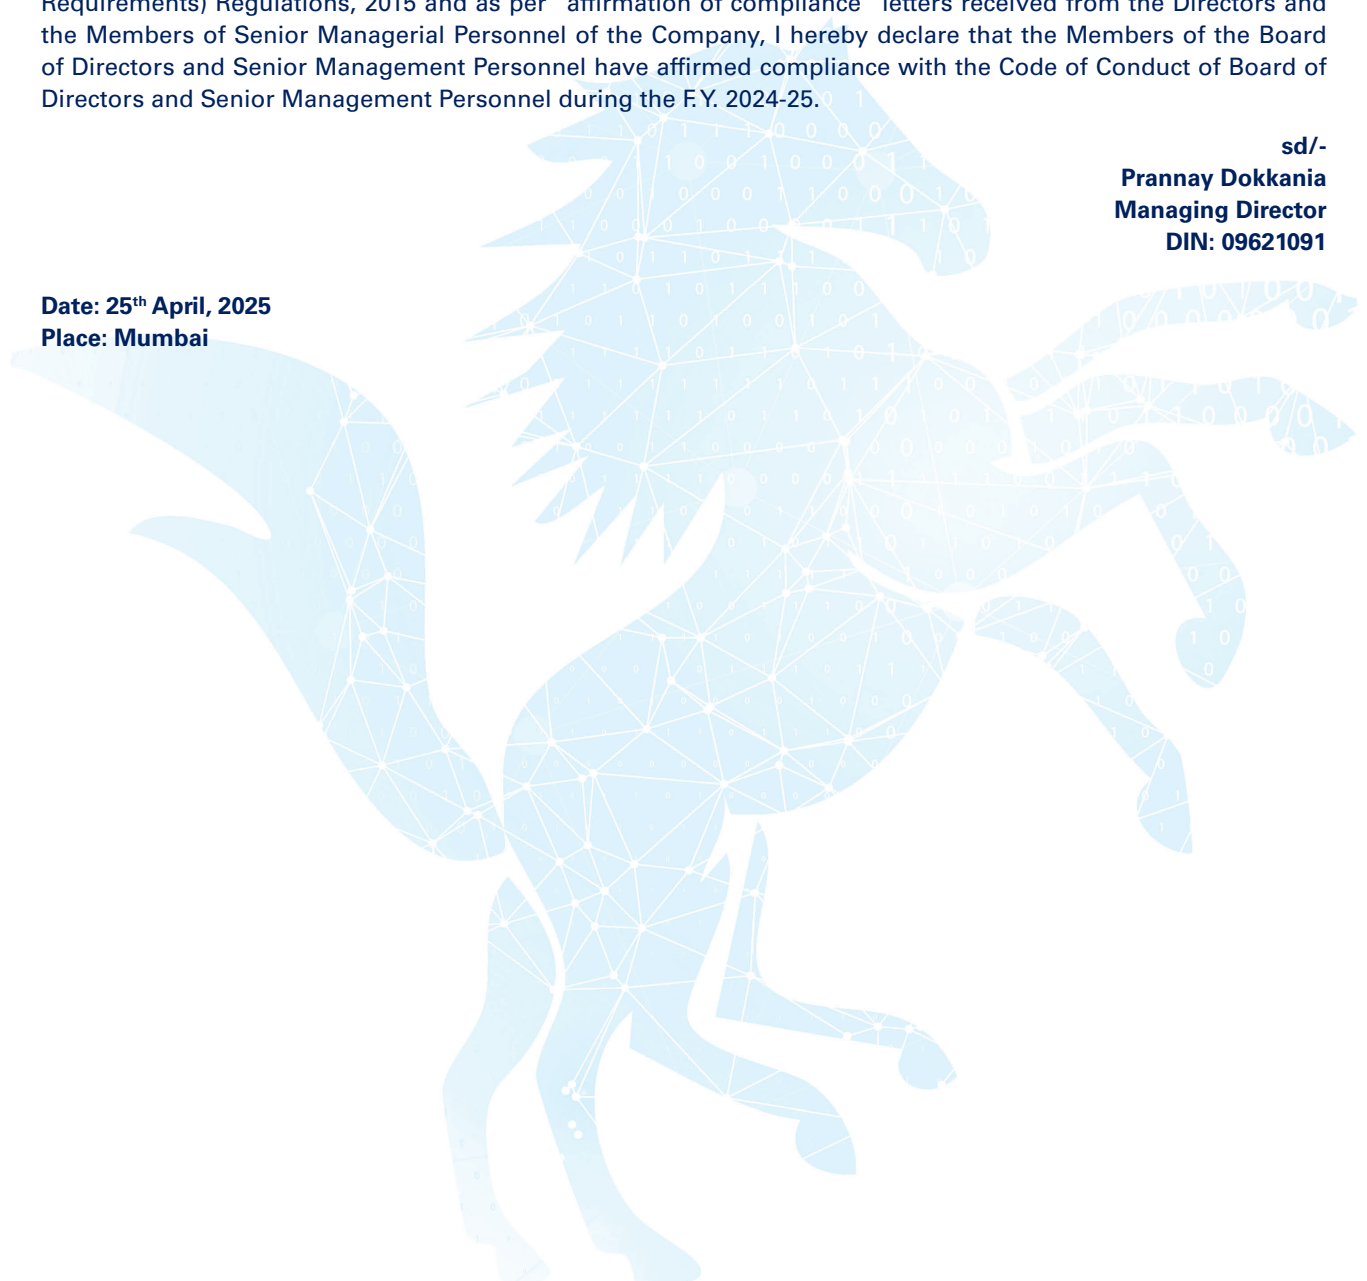 Requirements) Regulations, 2015 and as per "affirmation of compliance" letters received from the Directors and
the Members of Senior Managerial Personnel of the Company, I hereby declare that the Members of the Board
of Directors and Senior Management Personnel have affirmed compliance with the Code of Conduct of Board of
Directors and Senior Management Personnel during the F.Y. 2024-25.
sd/-
Prannay Dokkania
Managing Director
DIN: 09621091
Date: 25th April, 2025
Place: Mumbai